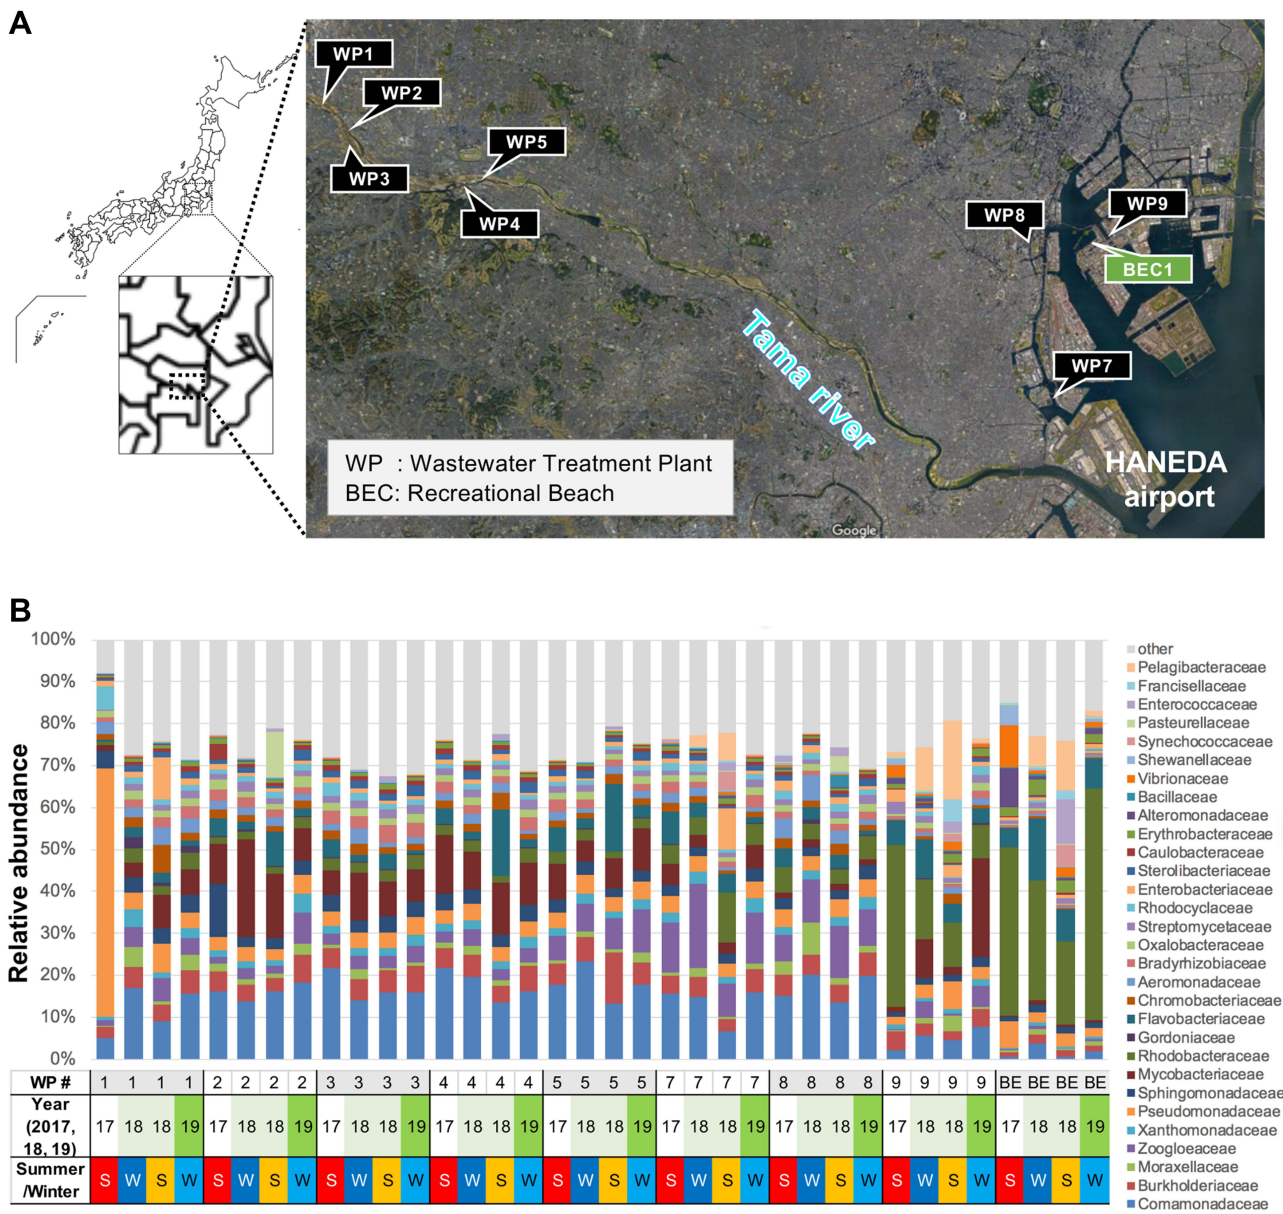 A
WP1
WP2
WP5
WP3
WP4
WP8
WP9
BEC1
WP7
Tama river
HANEDA
airport
WP : Wastewater Treatment Plant
BEC: Recreational Beach
Google
B
Relative abundance
100%
90%
80%
70%
60%
50%
40%
30%
20%
10%
0%
other
Pelagibacteraceae
Francisellaceae
Enterococcaceae
Pasteurellaceae
Synechococcaceae
Shewanellaceae
Vibrionaceae
Bacillaceae
Alteromonadaceae
Erythrobacteraceae
Caulobacteraceae
Sterolibacteriaceae
Enterobacteriaceae
Rhodocyclaceae
Streptomycetaceae
Oxalobacteraceae
Bradyrhizobiaceae
Aeromonadaceae
Chromobacteriaceae
Flavobacteriaceae
Gordoniaceae
Rhodobacteraceae
Mycobacteriaceae
Sphingomonadaceae
Pseudomonadaceae
Xanthomonadaceae
Zoogloeaceae
Moraxellaceae
Burkholderiaceae
Comamonadaceae
WP # 1 1 1 1 2 2 2 2 3 3 3 3 4 4 4 4 5 5 5 5 7 7 7 7 8 8 8 8 9 9 9 9 BE BE BE BE
Year
(2017,
18, 19)
17 18 18 19 17 18 18 19 17 18 18 19 17 18 18 19 17 18 18 19 17 18 18 19 17 18 18 19 17 18 18 19 17 18 18 19
Summer
/Winter
S W S W S W S W S W S W S W S W S W S W S W S W S W S W S W S W S W S W